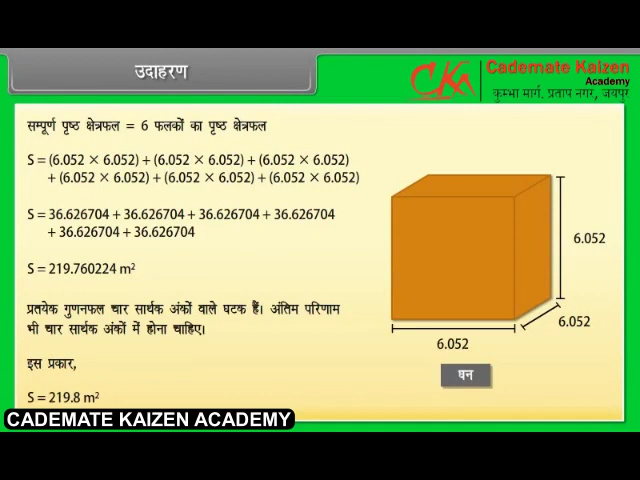 उदाहरण
CKA
Cademate Kaizen
Academy
कुम्भा मार्ग. प्रताप नगर, जयपुर
सम्पूर्ण पृष्ठ क्षेत्रफल = 6 फलकों का पृष्ठ क्षेत्रफल
S = (6.052 × 6.052) + (6.052 × 6.052) + (6.052 × 6.052)
+ (6.052 × 6.052) + (6.052 × 6.052) + (6.052 × 6.052)
S = 36.626704 + 36.626704 + 36.626704 + 36.626704
+ 36.626704 + 36.626704
S = 219.760224 m²
प्रतयेक गुणनफल चार सार्थक अंकों वाले घटक हैं। अंतिम परिणाम
भी चार सार्थक अंकों में होना चाहिए।
इस प्रकार,
S = 219.8 m²
6.052
6.052
6.052
घन
CADEMATE KAIZEN ACADEMY